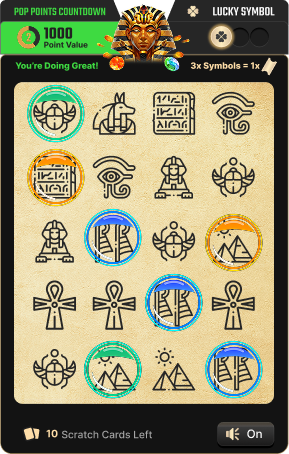 POP POINTS COUNTDOWN
LUCKY SYMBOL
1000
Point Value
You're Doing Great!
3x Symbols = 1x
10 Scratch Cards Left
On